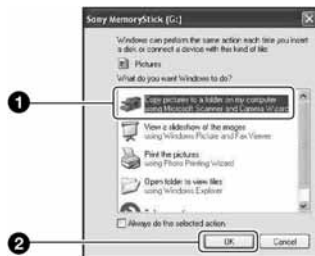 Sony MemoryStick (G:)
Windows can perform the same action each time you insert
a disk or connect a device with this kind of file:
Pictures
What do you want Windows to do?
1
Copy pictures to a folder on my computer
using Microsoft Scanner and Camera Wizard
View a slideshow of the images
using Windows Picture and Fax Viewer
Print the pictures
using Photo Printing Wizard
Open folder to view files
using Windows Explorer
Always do the selected action.
2
OK
Cancel